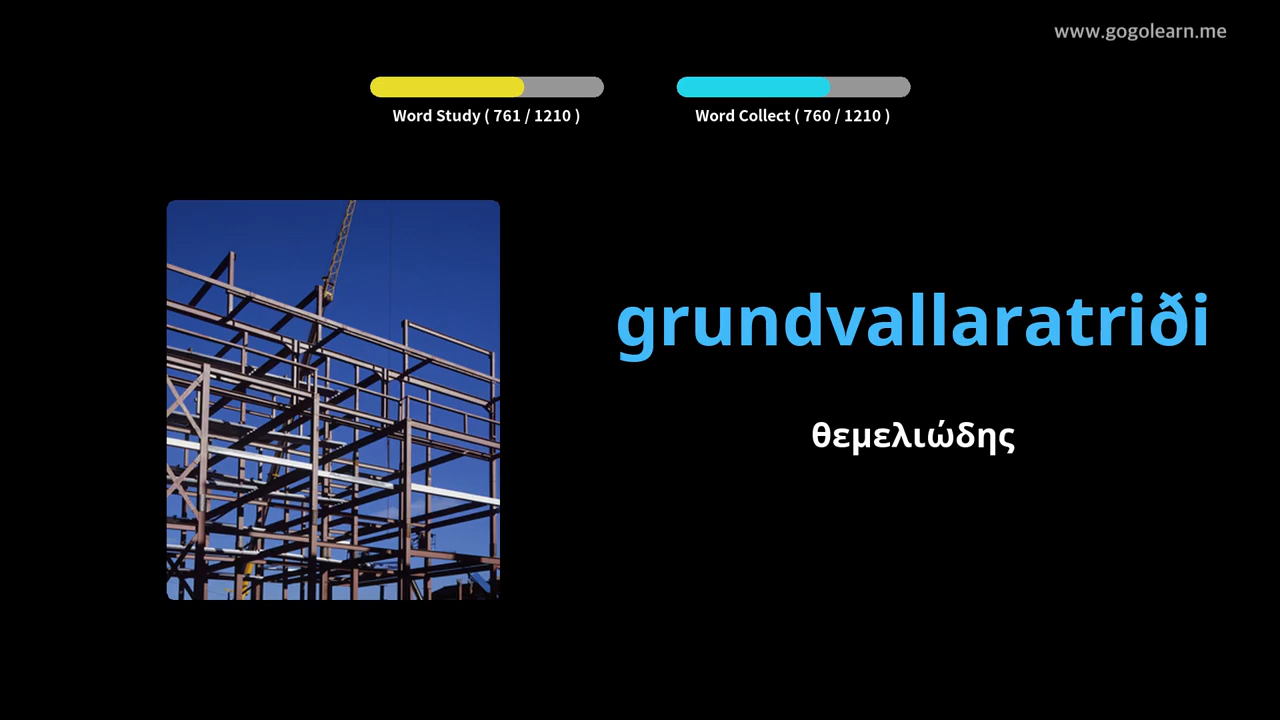 www.gogolearn.me
Word Study ( 761 / 1210 )
Word Collect ( 760 / 1210 )
grundvallaratriði
θεμελιώδης